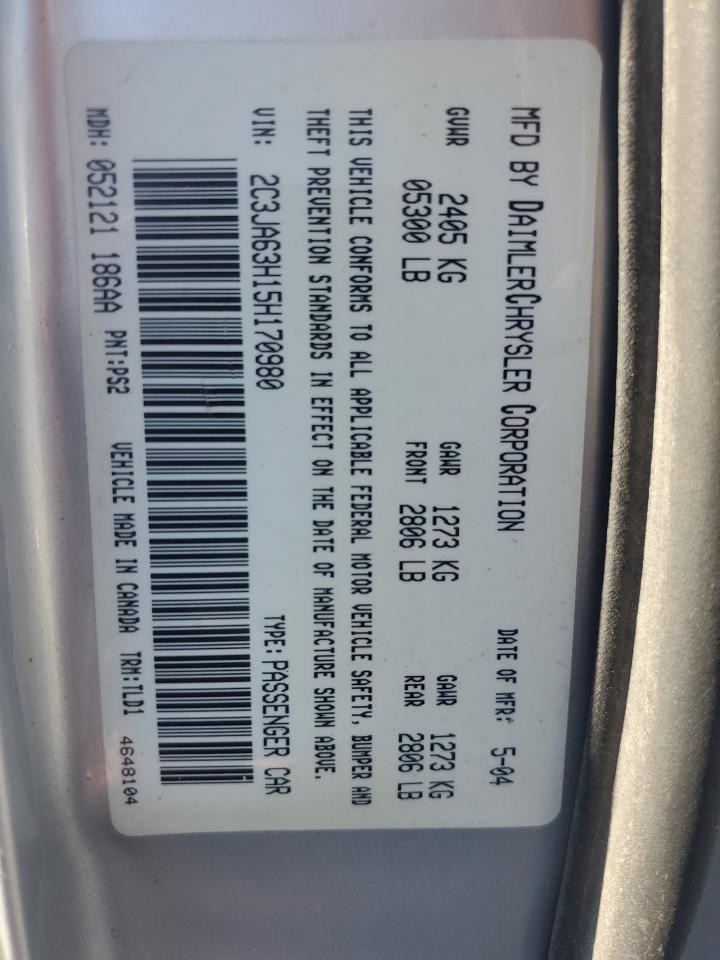 MFD BY DAIMLERCHRYSLER CORPORATION DATE OF MFR: 5-04
GVWR 2405 KG GAWR 1273 KG GAWR 1273 KG
05300 LB FRONT 2806 LB REAR 2806 LB
THIS VEHICLE CONFORMS TO ALL APPLICABLE FEDERAL MOTOR VEHICLE SAFETY, BUMPER AND
THEFT PREVENTION STANDARDS IN EFFECT ON THE DATE OF MANUFACTURE SHOWN ABOVE.
VIN: 2C3JA63H15H170980 TYPE: PASSENGER CAR
MDH: 052121 186AA PNT:PS2 VEHICLE MADE IN CANADA TRM:TLD1 4648104